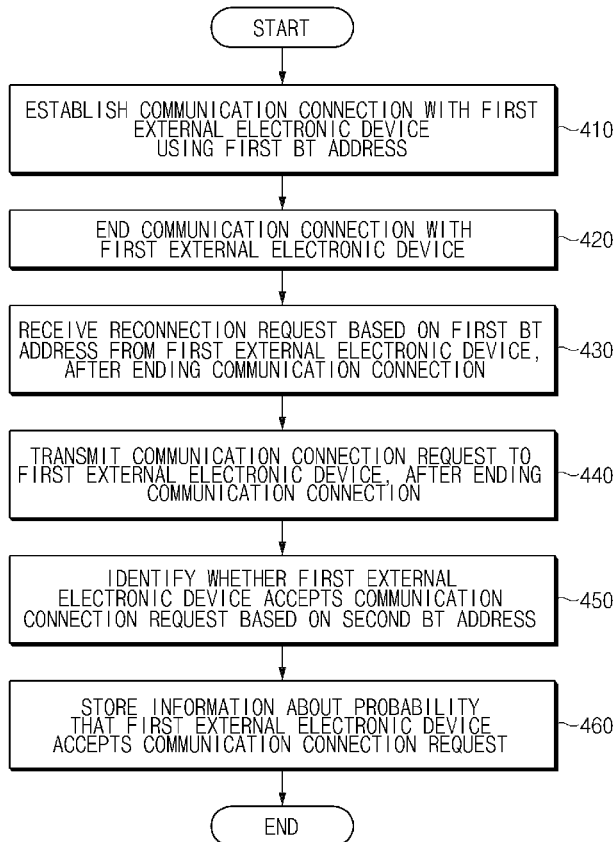 START
ESTABLISH COMMUNICATION CONNECTION WITH FIRST
EXTERNAL ELECTRONIC DEVICE
USING FIRST BT ADDRESS
410
END COMMUNICATION CONNECTION WITH
FIRST EXTERNAL ELECTRONIC DEVICE
420
RECEIVE RECONNECTION REQUEST BASED ON FIRST BT
ADDRESS FROM FIRST EXTERNAL ELECTRONIC DEVICE,
AFTER ENDING COMMUNICATION CONNECTION
430
TRANSMIT COMMUNICATION CONNECTION REQUEST TO
FIRST EXTERNAL ELECTRONIC DEVICE, AFTER ENDING
COMMUNICATION CONNECTION
440
IDENTIFY WHETHER FIRST EXTERNAL
ELECTRONIC DEVICE ACCEPTS COMMUNICATION
CONNECTION REQUEST BASED ON SECOND BT ADDRESS
450
STORE INFORMATION ABOUT PROBABILITY
THAT FIRST EXTERNAL ELECTRONIC DEVICE
ACCEPTS COMMUNICATION CONNECTION REQUEST
460
END